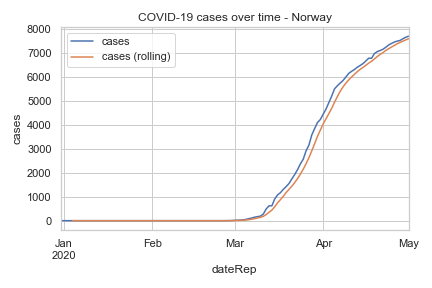 COVID-19 cases over time - Norway
cases
cases (rolling)
8000
7000
6000
5000
4000
3000
2000
1000
0
cases
Jan
2020
Feb
Mar
Apr
May
dateRep